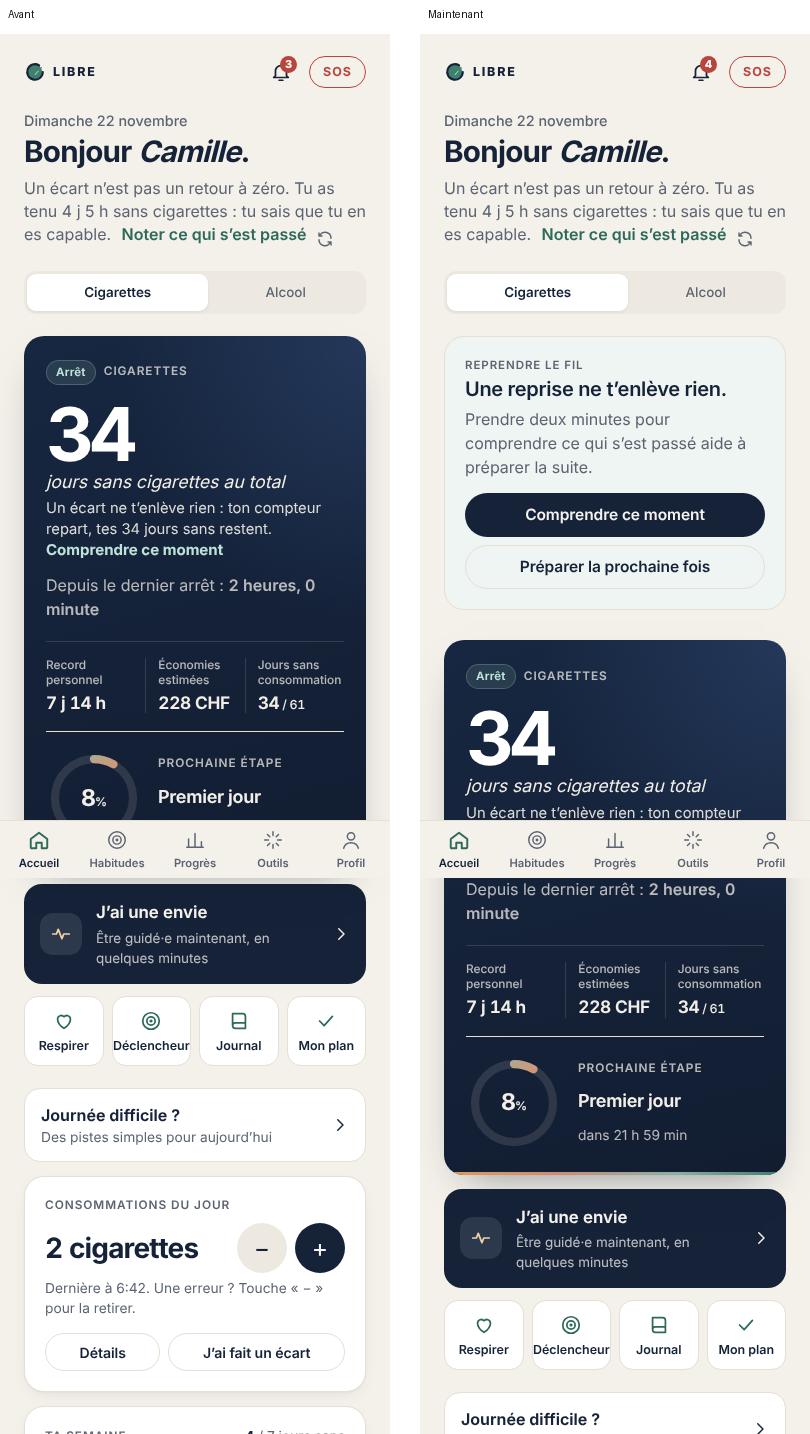 Avant
LIBRE
3
SOS
Dimanche 22 novembre
Bonjour Camille.
Un écart n’est pas un retour à zéro. Tu as
tenu 4 j 5 h sans cigarettes : tu sais que tu en
es capable. Noter ce qui s’est passé
Cigarettes
Alcool
Arrêt
CIGARETTES
34
jours sans cigarettes au total
Un écart ne t’enlève rien : ton compteur
repart, tes 34 jours sans restent.
Comprendre ce moment
Depuis le dernier arrêt : 2 heures, 0
minute
Record
personnel
7 j 14 h
Économies
estimées
228 CHF
Jours sans
consommation
34 / 61
8%
PROCHAINE ÉTAPE
Premier jour
Accueil
Habitudes
Progrès
Outils
Profil
J’ai une envie
Être guidé·e maintenant, en
quelques minutes
Respirer
Déclencheur
Journal
Mon plan
Journée difficile ?
Des pistes simples pour aujourd’hui
CONSOMMATIONS DU JOUR
2 cigarettes
−
+
Dernière à 6:42. Une erreur ? Touche « − »
pour la retirer.
Détails
J’ai fait un écart
Maintenant
LIBRE
4
SOS
Dimanche 22 novembre
Bonjour Camille.
Un écart n’est pas un retour à zéro. Tu as
tenu 4 j 5 h sans cigarettes : tu sais que tu en
es capable. Noter ce qui s’est passé
Cigarettes
Alcool
REPRENDRE LE FIL
Une reprise ne t’enlève rien.
Prendre deux minutes pour
comprendre ce qui s’est passé aide à
préparer la suite.
Comprendre ce moment
Préparer la prochaine fois
Arrêt
CIGARETTES
34
jours sans cigarettes au total
Un écart ne t’enlève rien : ton compteur
Accueil
Habitudes
Progrès
Outils
Profil
Depuis le dernier arrêt : 2 heures, 0
minute
Record
personnel
7 j 14 h
Économies
estimées
228 CHF
Jours sans
consommation
34 / 61
8%
PROCHAINE ÉTAPE
Premier jour
dans 21 h 59 min
J’ai une envie
Être guidé·e maintenant, en
quelques minutes
Respirer
Déclencheur
Journal
Mon plan
Journée difficile ?